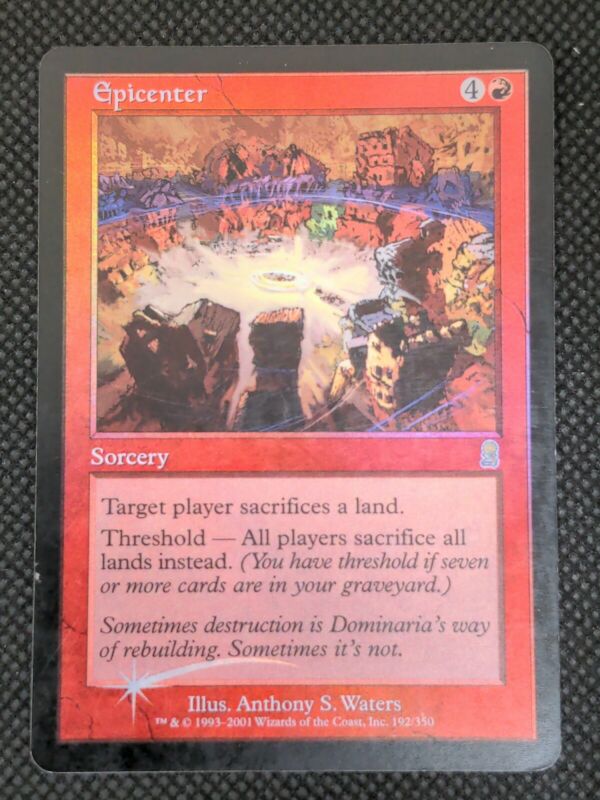 Epicenter 4
Sorcery
Target player sacrifices a land.
Threshold — All players sacrifice all
lands instead. (You have threshold if seven
or more cards are in your graveyard.)
Sometimes destruction is Dominaria's way
of rebuilding. Sometimes it's not.
Illus. Anthony S. Waters
™ & © 1993–2001 Wizards of the Coast, Inc. 192/350